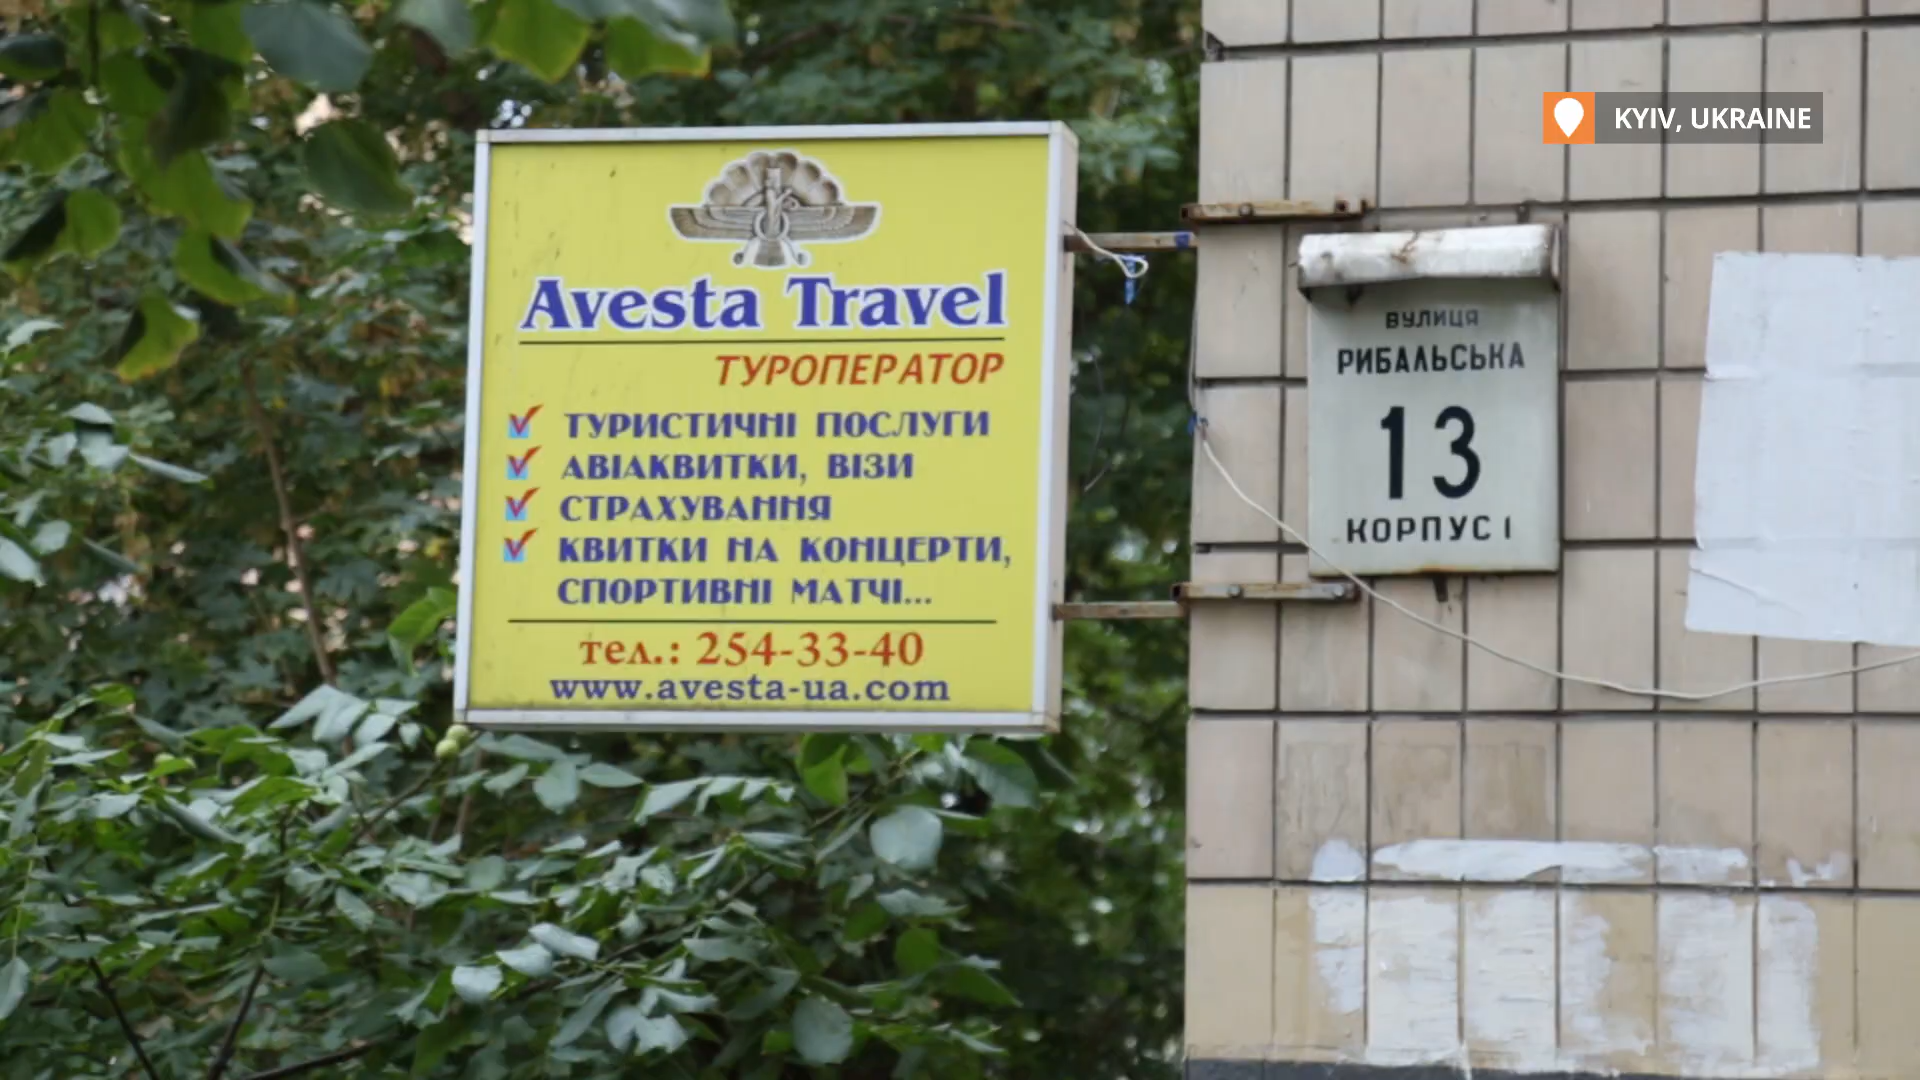 KYIV, UKRAINE
Avesta Travel
ТУРОПЕРАТОР
ТУРИСТИЧНІ ПОСЛУГИ
АВІАКВИТКИ, ВІЗИ
СТРАХУВАННЯ
КВИТКИ НА КОНЦЕРТИ,
СПОРТИВНІ МАТЧІ...
тел.: 254-33-40
www.avesta-ua.com
ВУЛИЦЯ
РИБАЛЬСЬКА
13
КОРПУС 1